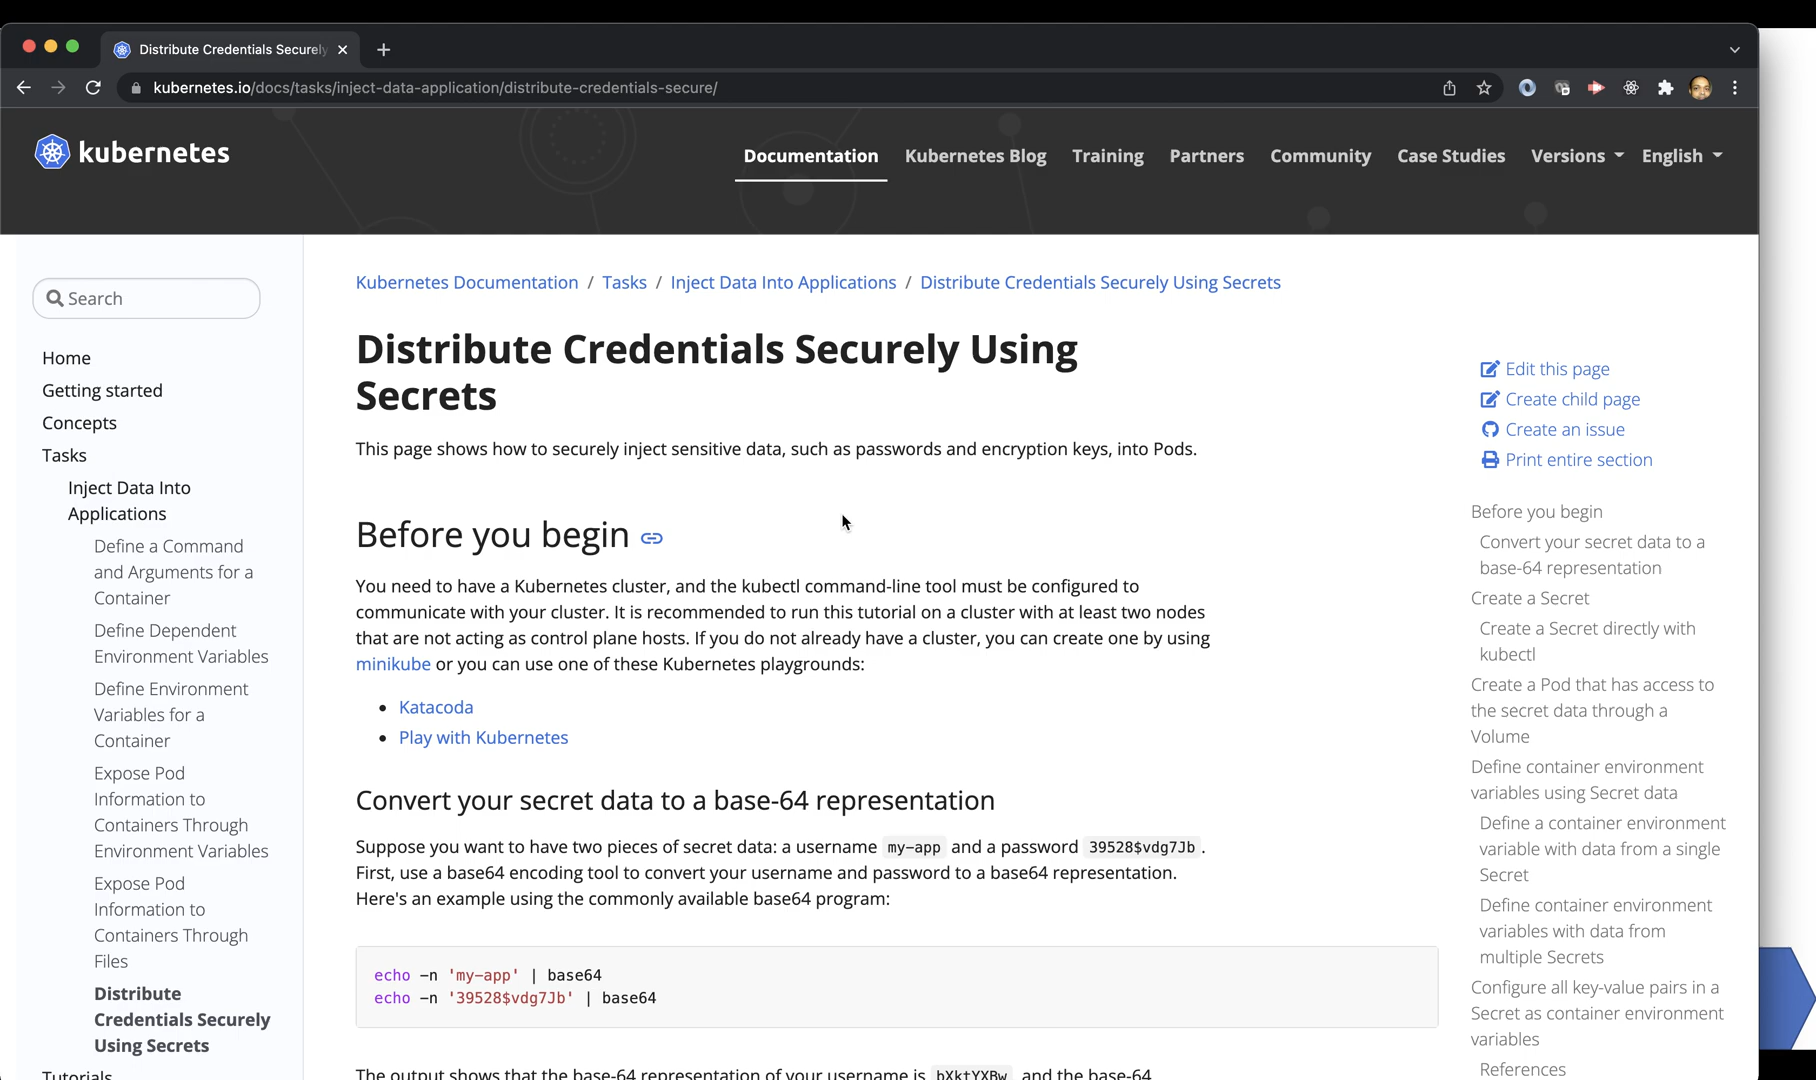 Distribute Credentials Securely
kubernetes.io/docs/tasks/inject-data-application/distribute-credentials-secure/
kubernetes
Documentation
Kubernetes Blog
Training
Partners
Community
Case Studies
Versions
English
Search
Home
Getting started
Concepts
Tasks
Inject Data Into
Applications
Define a Command
and Arguments for a
Container
Define Dependent
Environment Variables
Define Environment
Variables for a
Container
Expose Pod
Information to
Containers Through
Environment Variables
Expose Pod
Information to
Containers Through
Files
Distribute
Credentials Securely
Using Secrets
Tutorials
Kubernetes Documentation / Tasks / Inject Data Into Applications / Distribute Credentials Securely Using Secrets
Distribute Credentials Securely Using
Secrets
This page shows how to securely inject sensitive data, such as passwords and encryption keys, into Pods.
Before you begin
You need to have a Kubernetes cluster, and the kubectl command-line tool must be configured to
communicate with your cluster. It is recommended to run this tutorial on a cluster with at least two nodes
that are not acting as control plane hosts. If you do not already have a cluster, you can create one by using
minikube or you can use one of these Kubernetes playgrounds:
• Katacoda
• Play with Kubernetes
Convert your secret data to a base-64 representation
Suppose you want to have two pieces of secret data: a username my-app and a password 39528$vdg7Jb.
First, use a base64 encoding tool to convert your username and password to a base64 representation.
Here's an example using the commonly available base64 program:
echo -n 'my-app' | base64
echo -n '39528$vdg7Jb' | base64
The output shows that the base-64 representation of your username is bXktYXBw, and the base-64
Edit this page
Create child page
Create an issue
Print entire section
Before you begin
Convert your secret data to a
base-64 representation
Create a Secret
Create a Secret directly with
kubectl
Create a Pod that has access to
the secret data through a
Volume
Define container environment
variables using Secret data
Define a container environment
variable with data from a single
Secret
Define container environment
variables with data from
multiple Secrets
Configure all key-value pairs in a
Secret as container environment
variables
References